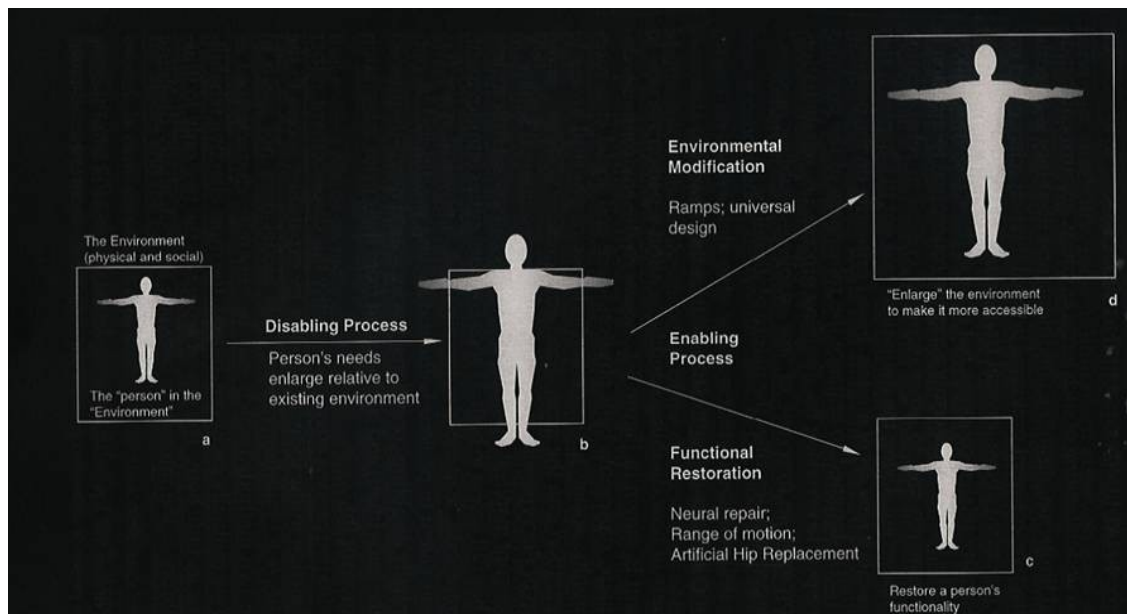 The Environment
(physical and social)
The "person" in the
"Environment"
a
Disabling Process
Person's needs
enlarge relative to
existing environment
b
Environmental
Modification
Ramps; universal
design
Enabling
Process
Functional
Restoration
Neural repair;
Range of motion;
Artificial Hip Replacement
"Enlarge" the environment
to make it more accessible
d
c
Restore a person's
functionality